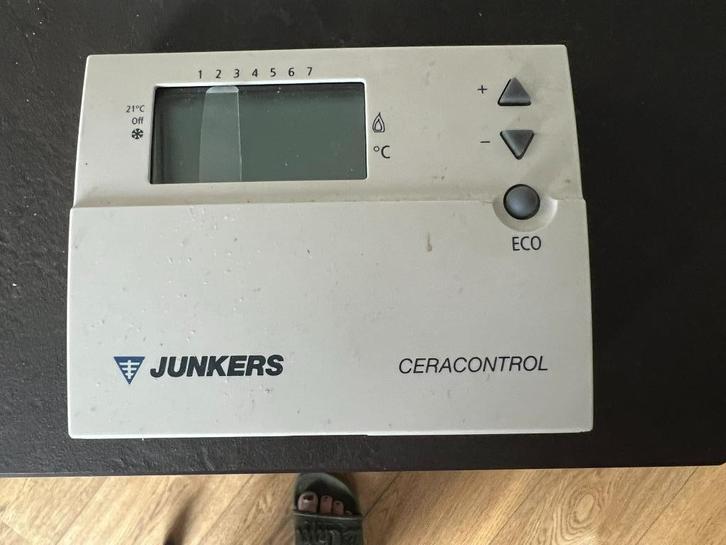 1 2 3 4 5 6 7
21°C
Off
°C
+
−
ECO
JUNKERS
CERACONTROL